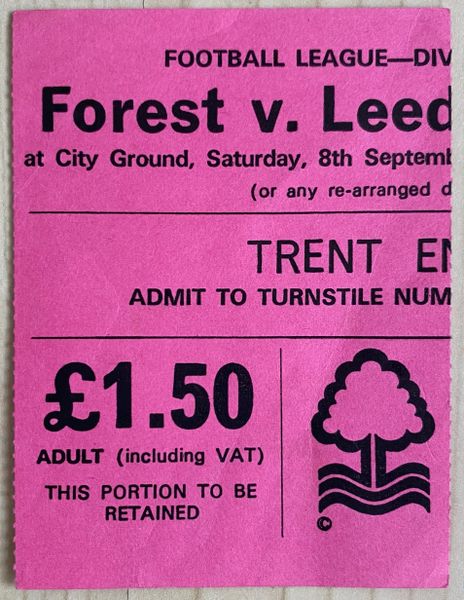 FOOTBALL LEAGUE—DIV
Forest v. Leed
at City Ground, Saturday, 8th Septemb
(or any re-arranged d
TRENT EN
ADMIT TO TURNSTILE NUM
£1.50
ADULT (including VAT)
THIS PORTION TO BE
RETAINED
©